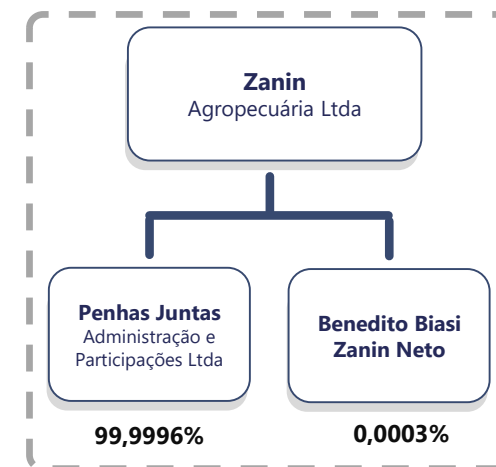 Zanin
Agropecuária Ltda
Penhas Juntas
Administração e
Participações Ltda
Benedito Biasi
Zanin Neto
99,9996%
0,0003%